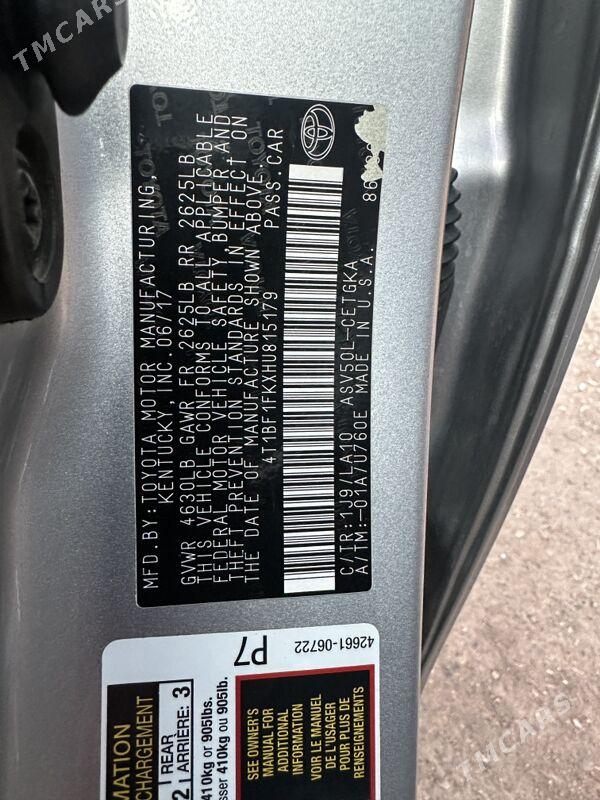 TMCARS
MFD.BY:TOYOTA MOTOR MANUFACTURING,
KENTUCKY, INC. 06/17
GVWR 4630LB GAWR FR 2625LB RR 2625LB
THIS VEHICLE CONFORMS TO ALL APPLICABLE
FEDERAL MOTOR VEHICLE SAFETY, BUMPER AND
THEFT PREVENTION STANDARDS IN EFFECT ON
THE DATE OF MANUFACTURE SHOWN ABOVE.
4T1BF1FKXHU815179 PASS.CAR
C/TR:1J9/LA10 ASV50L-CETGKA
A/TM:-01A/U760E MADE IN U.S.A.
86
42661-06722
P7
MATION
CHARGEMENT
2 REAR ARRIÈRE: 3
410kg or 905lbs.
sser 410kg ou 905lb.
SEE OWNER'S
MANUAL FOR
ADDITIONAL
INFORMATION
VOIR LE MANUEL
DE L'USAGER
POUR PLUS DE
RENSEIGNEMENTS
TMCARS